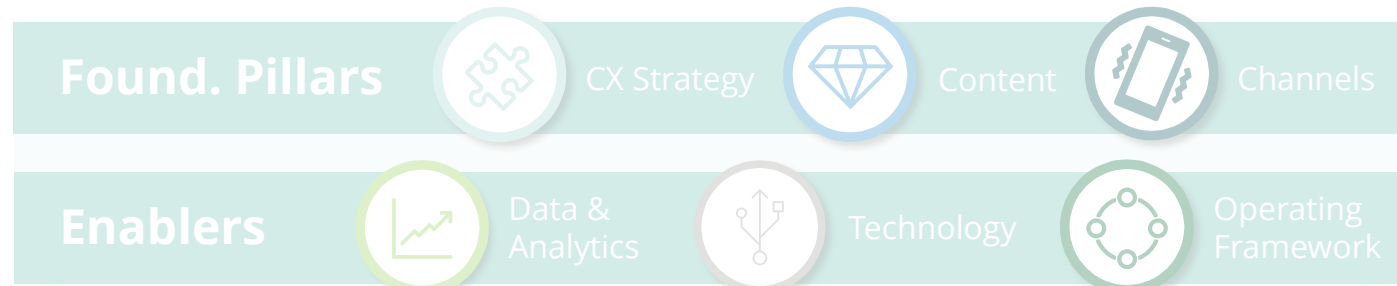 Found. Pillars
CX Strategy
Content
Channels
Enablers
Data &
Analytics
Technology
Operating
Framework